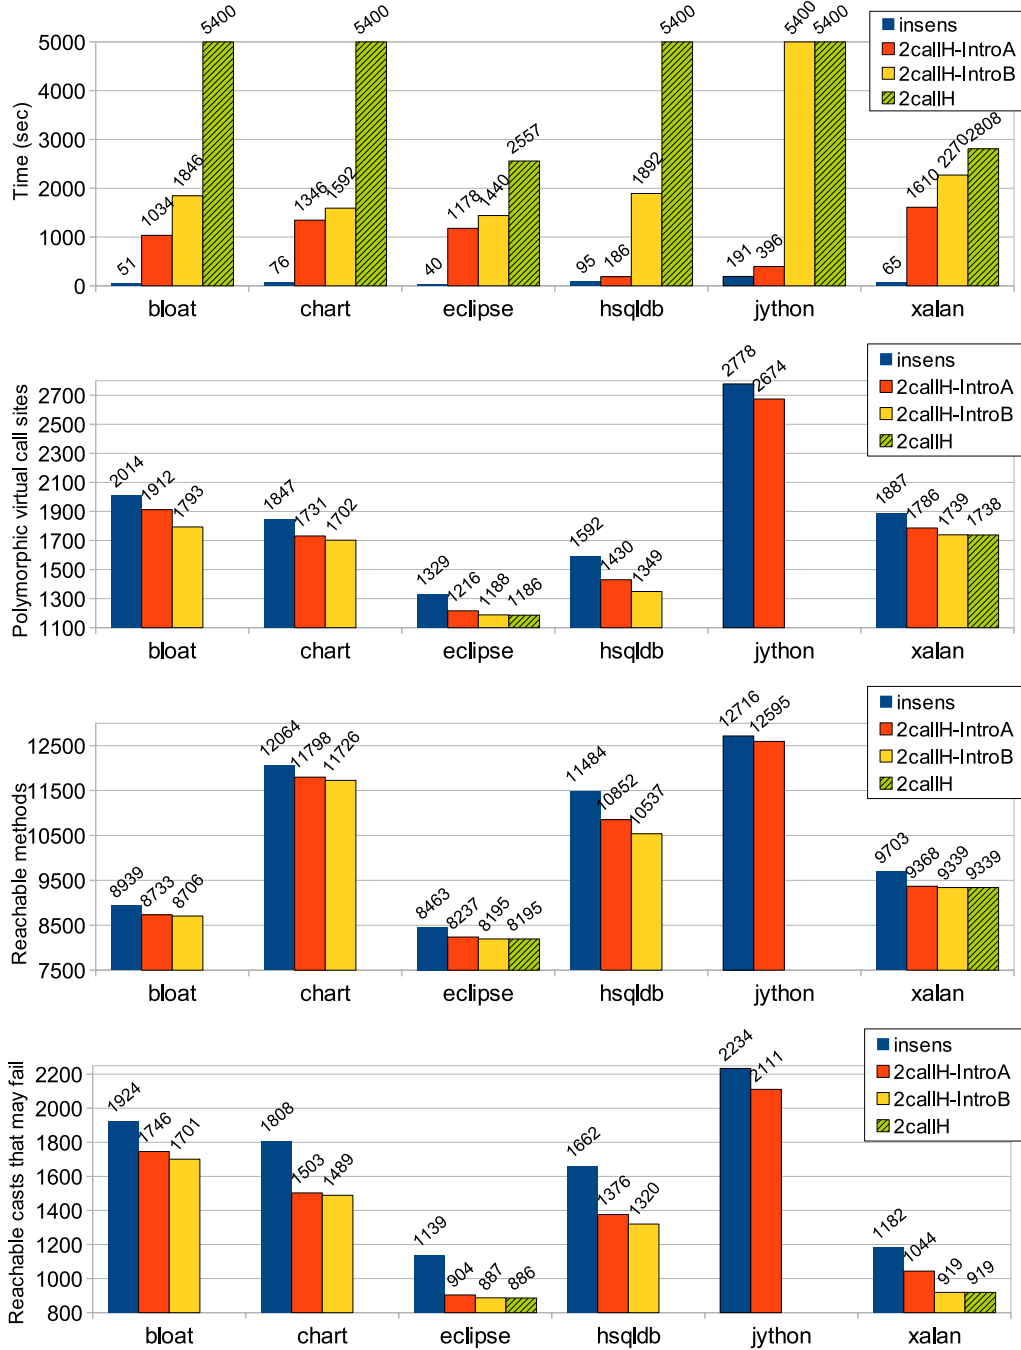 5400 5400 5400 5400 5400
insens
2callH-IntroA
2callH-IntroB
2callH
Time (sec)
5000
4000
3000
2000
1000
0
51 1034 1846
76 1346 1592
40 1178 1440 2557
95 186 1892
191 396
65 1610 2270 2808
bloat chart eclipse hsqldb jython xalan
insens
2callH-IntroA
2callH-IntroB
2callH
Polymorphic virtual call sites
2700
2500
2300
2100
1900
1700
1500
1300
1100
2014 1912 1793
1847 1731 1702
1329 1216 1188 1186
1592 1430 1349
2778 2674
1887 1786 1739 1738
bloat chart eclipse hsqldb jython xalan
insens
2callH-IntroA
2callH-IntroB
2callH
Reachable methods
12500
11500
10500
9500
8500
7500
8939 8733 8706
12064 11798 11726
8463 8237 8195 8195
11484 10852 10537
12716 12595
9703 9368 9339 9339
bloat chart eclipse hsqldb jython xalan
insens
2callH-IntroA
2callH-IntroB
2callH
Reachable casts that may fail
2200
2000
1800
1600
1400
1200
1000
800
1924 1746 1701
1808 1503 1489
1139 904 887 886
1662 1376 1320
2234 2111
1182 1044 919 919
bloat chart eclipse hsqldb jython xalan